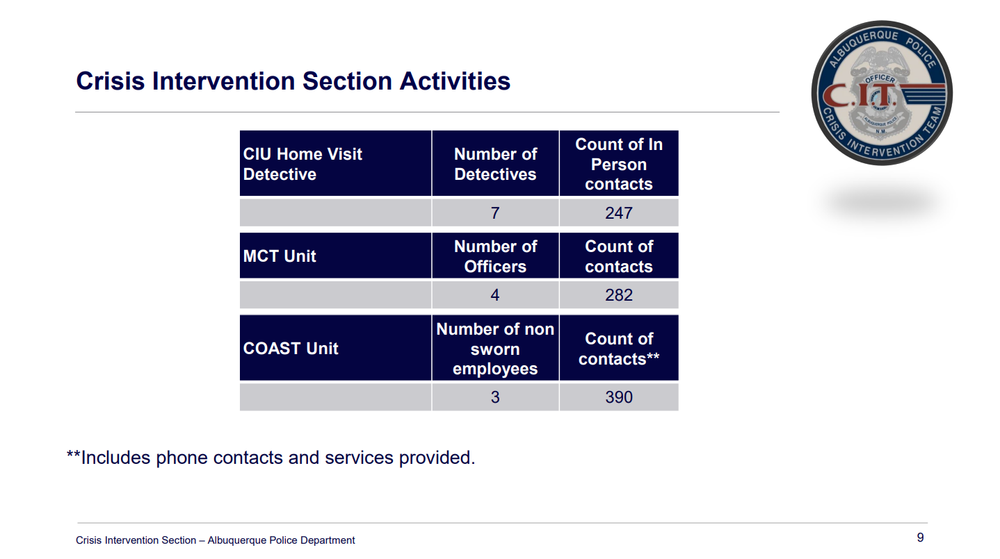 ALBUQUERQUE POLICE
OFFICER
C.I.T.
ALBUQUERQUE POLICE
N.M.
CRISIS INTERVENTION TEAM
Crisis Intervention Section Activities
CIU Home Visit
Detective
Number of
Detectives
Count of In
Person
contacts
7
247
MCT Unit
Number of
Officers
Count of
contacts
4
282
COAST Unit
Number of non
sworn
employees
Count of
contacts**
3
390
**Includes phone contacts and services provided.
Crisis Intervention Section – Albuquerque Police Department
9